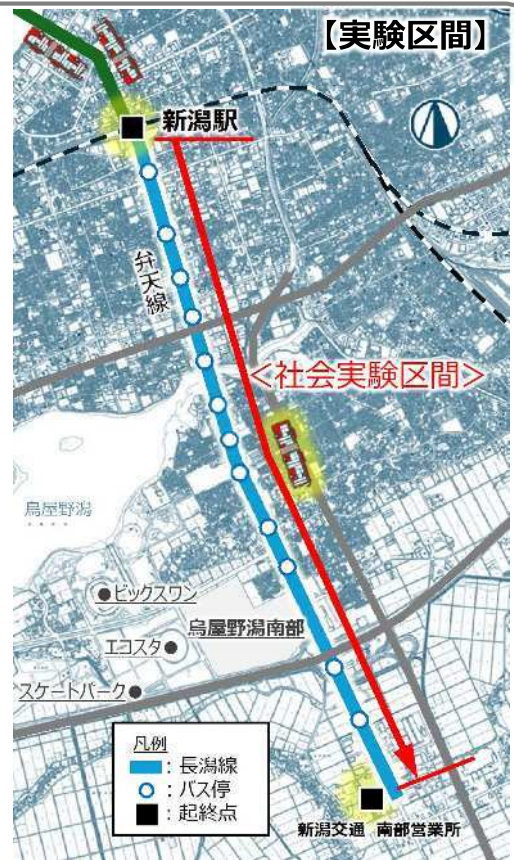 【実験区間】
新潟駅
弁天線
<社会実験区間>
鳥屋野潟
●ビックスワン
鳥屋野潟南部
エコスタ●
スケートパーク●
凡例
：長潟線
：バス停
：起終点
新潟交通 南部営業所